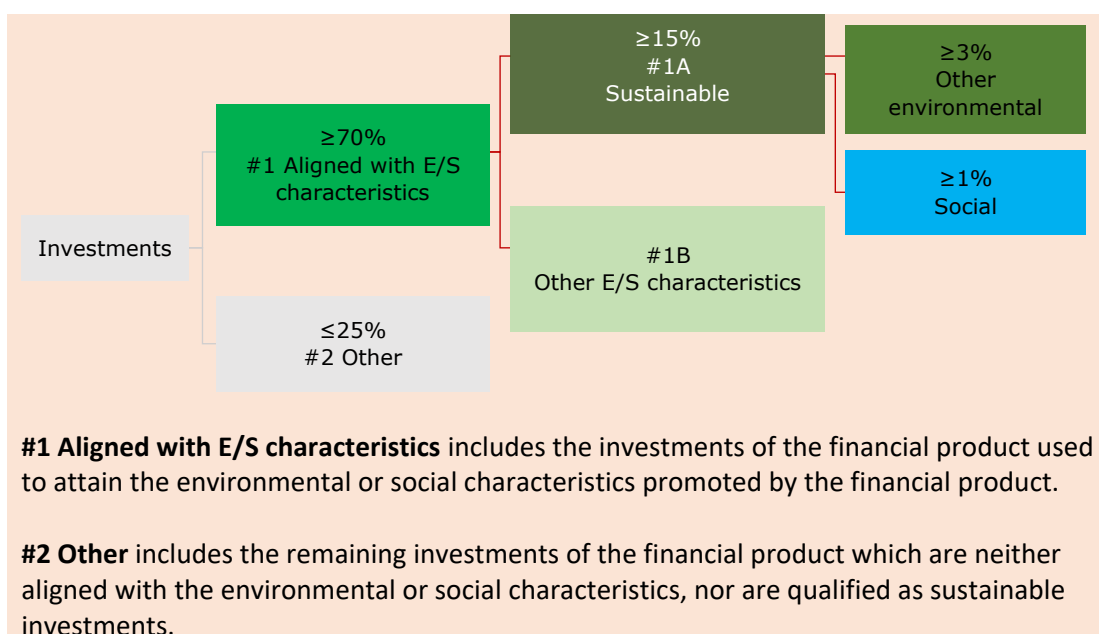 ≥15%
#1A
Sustainable
≥3%
Other
environmental
≥70%
#1 Aligned with E/S
characteristics
≥1%
Social
Investments
#1B
Other E/S characteristics
≤25%
#2 Other
#1 Aligned with E/S characteristics includes the investments of the financial product used
to attain the environmental or social characteristics promoted by the financial product.
#2 Other includes the remaining investments of the financial product which are neither
aligned with the environmental or social characteristics, nor are qualified as sustainable
investments.